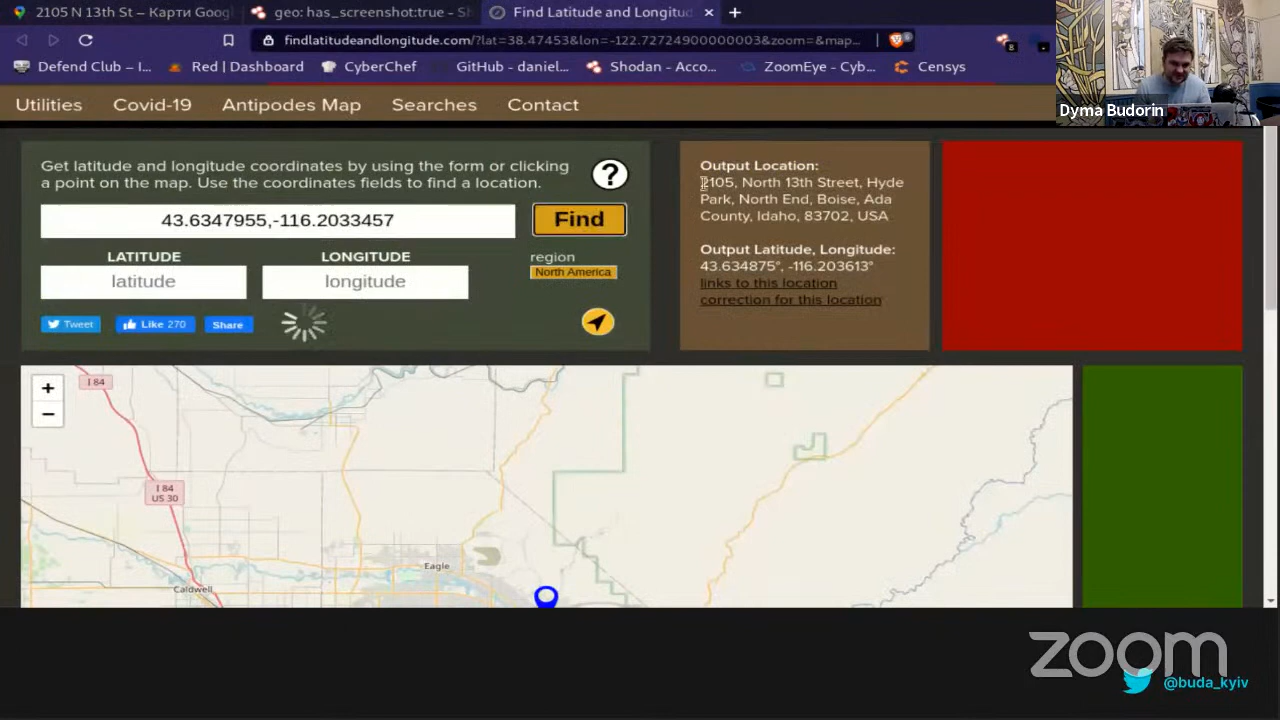 2105 N 13th St – Карти Googl
geo: has_screenshot:true - Sh
Find Latitude and Longitud
findlatitudeandlongitude.com/?lat=38.47453&lon=-122.72724900000003&zoom=&map...
8
Defend Club – I...
Red | Dashboard
CyberChef
GitHub - daniel...
Shodan - Acco...
ZoomEye - Cyb...
Censys
Dyma Budorin
Utilities
Covid-19
Antipodes Map
Searches
Contact
Get latitude and longitude coordinates by using the form or clicking
a point on the map. Use the coordinates fields to find a location.
?
43.6347955,-116.2033457
Find
LATITUDE
LONGITUDE
latitude
longitude
region
North America
Tweet
Like 270
Share
Output Location:
2105, North 13th Street, Hyde
Park, North End, Boise, Ada
County, Idaho, 83702, USA
Output Latitude, Longitude:
43.634875°, -116.203613°
links to this location
correction for this location
+
−
I 84
I 84
US 30
Eagle
Caldwell
zoom
@buda_kyiv